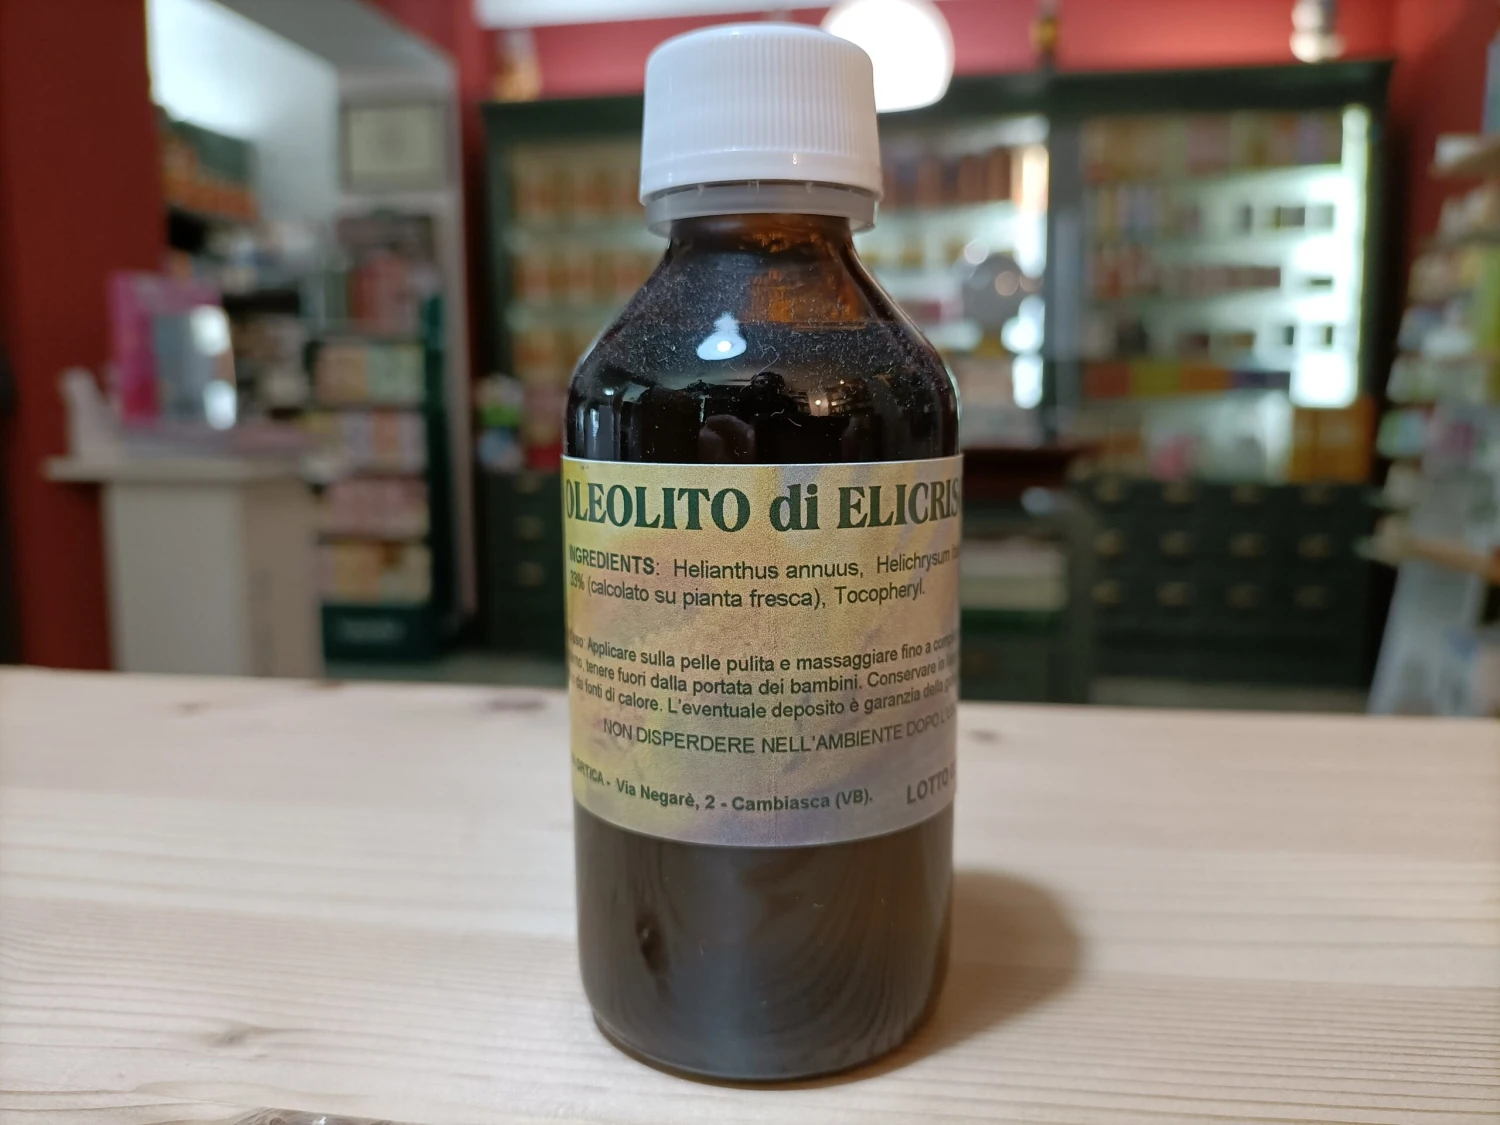 OLEOLITO di ELICRIS
INGREDIENTS: Helianthus annuus, Helichrysum
33% (calcolato su pianta fresca), Tocopheryl.
Applicare sulla pelle pulita e massaggiare fino a
tenere fuori dalla portata dei bambini. Conservare in
da fonti di calore. L'eventuale deposito è garanzia della
NON DISPERDERE NELL'AMBIENTE DOPO L'
- Via Negarè, 2 - Cambiasca (VB). LOTTO